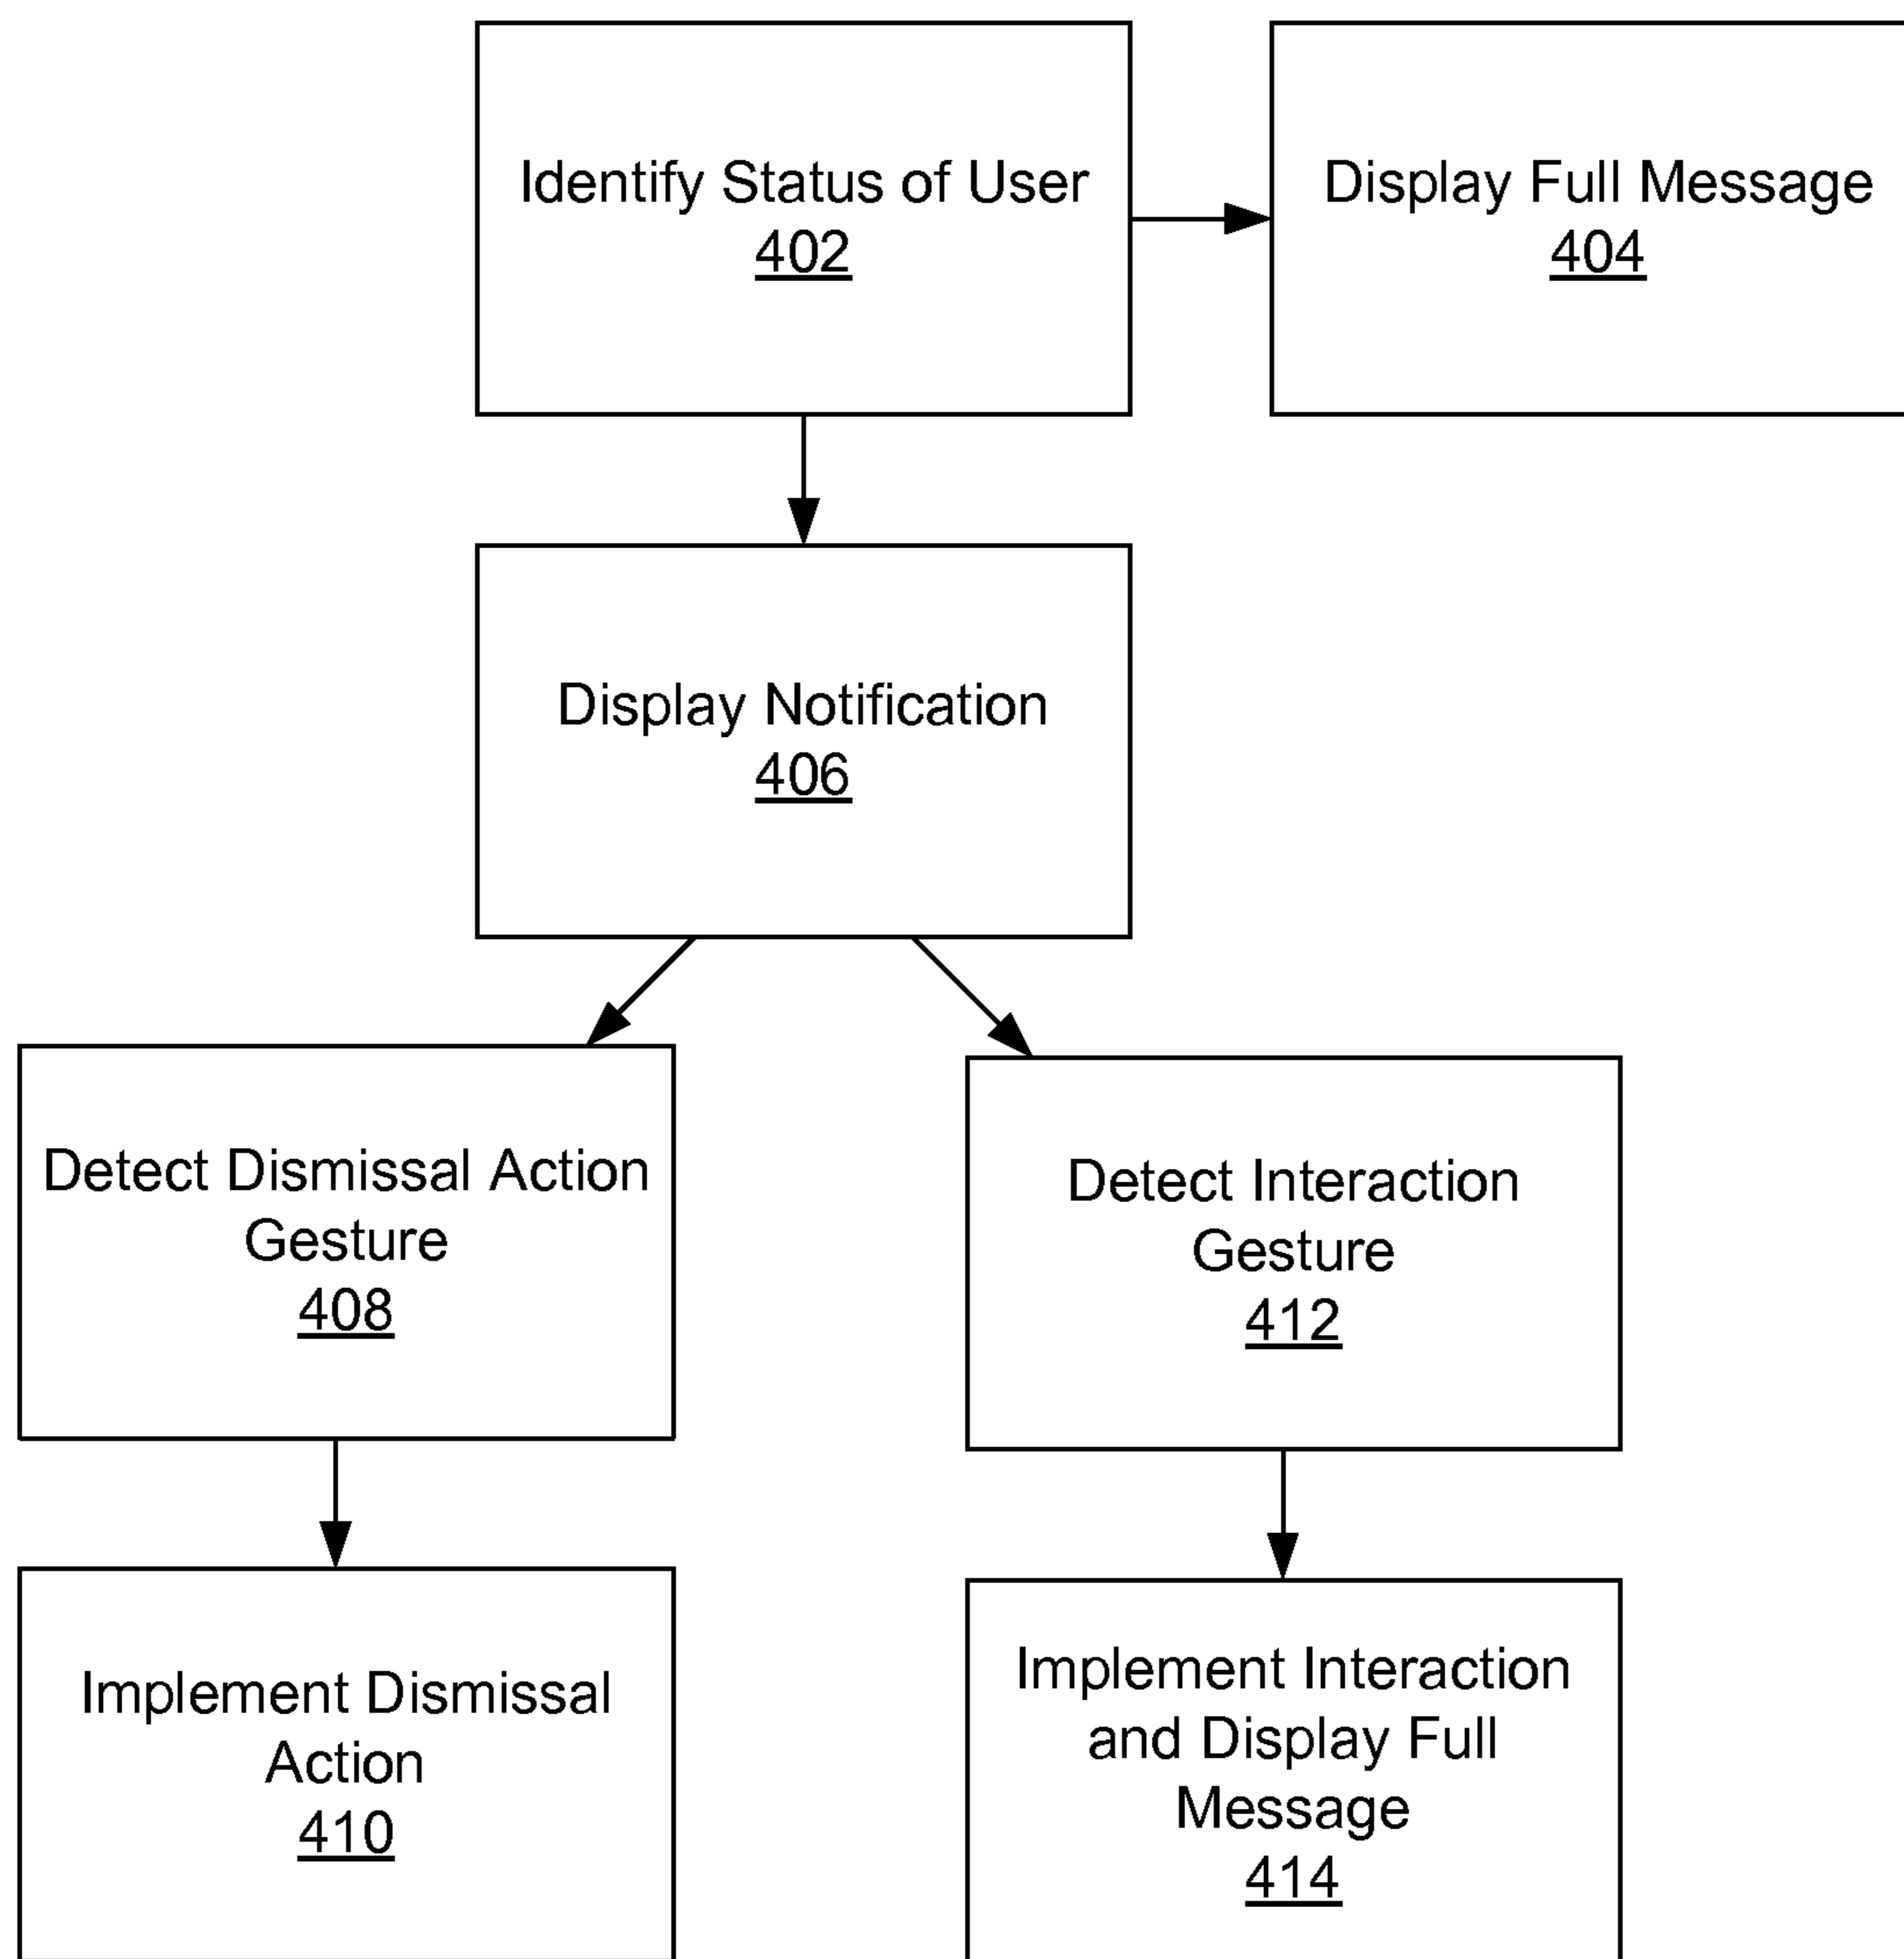 Identify Status of User
402
Display Full Message
404
Display Notification
406
Detect Dismissal Action
Gesture
408
Detect Interaction
Gesture
412
Implement Dismissal
Action
410
Implement Interaction
and Display Full
Message
414